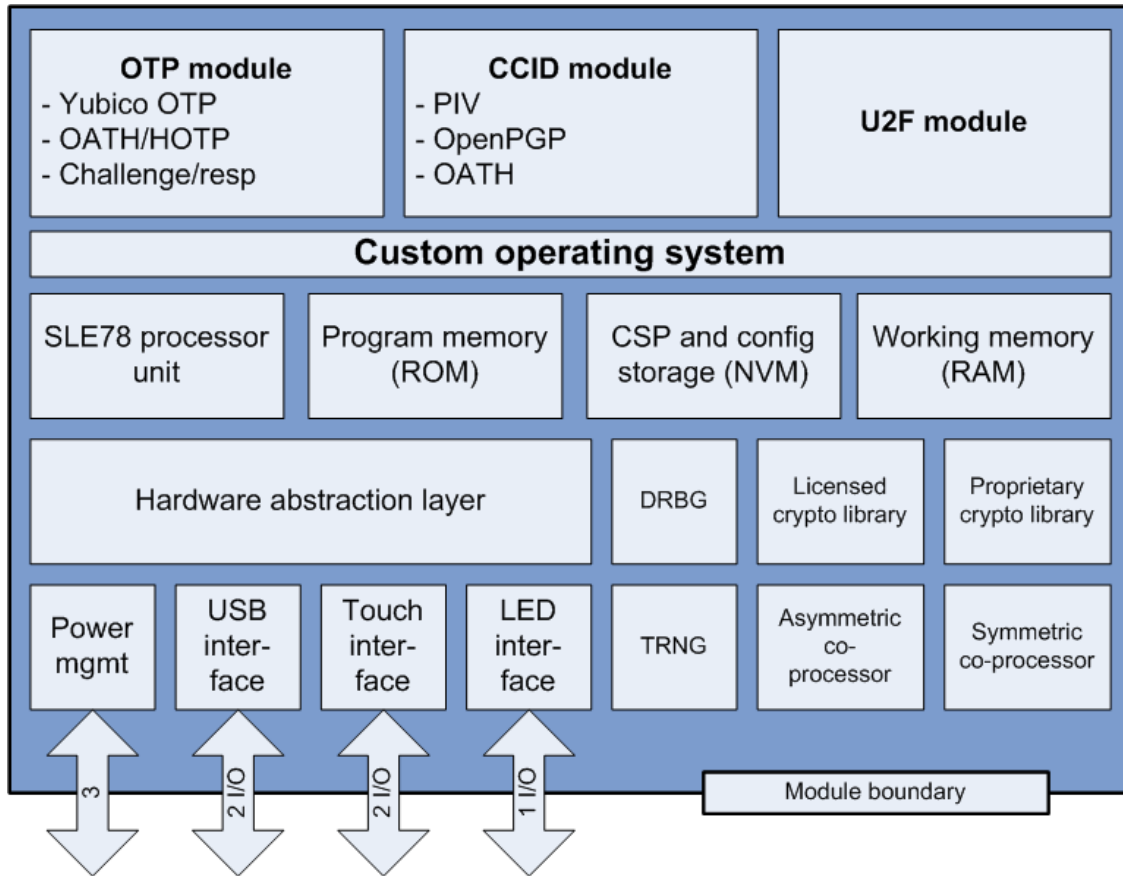 OTP module
- Yubico OTP
- OATH/HOTP
- Challenge/resp
CCID module
- PIV
- OpenPGP
- OATH
U2F module
Custom operating system
SLE78 processor
unit
Program memory
(ROM)
CSP and config
storage (NVM)
Working memory
(RAM)
Hardware abstraction layer
DRBG
Licensed
crypto library
Proprietary
crypto library
Power
mgmt
USB
inter-
face
Touch
inter-
face
LED
inter-
face
TRNG
Asymmetric
co-
processor
Symmetric
co-processor
3
2 I/O
2 I/O
1 I/O
Module boundary